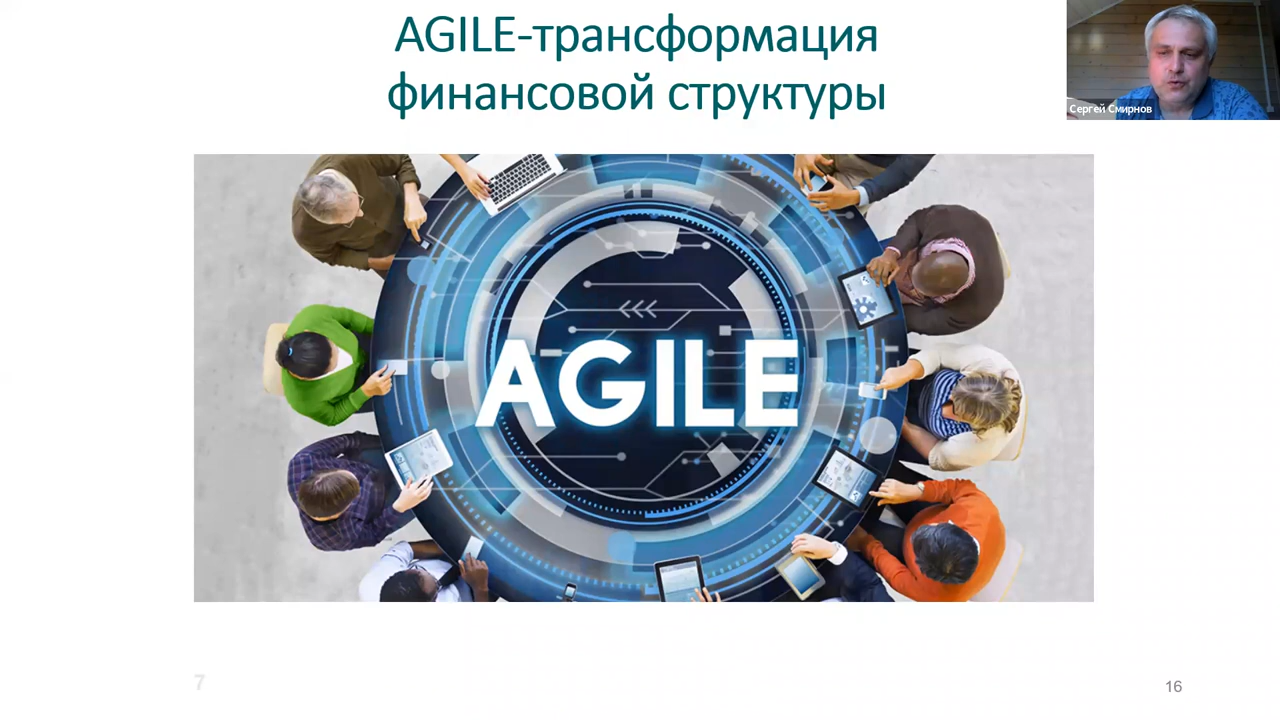 AGILE-трансформация
финансовой структуры
Сергей Смирнов
AGILE
7
16